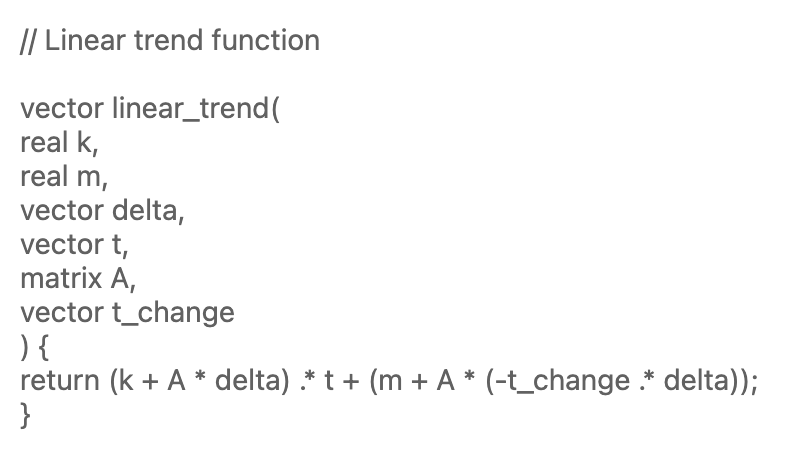 // Linear trend function
vector linear_trend(
real k,
real m,
vector delta,
vector t,
matrix A,
vector t_change
) {
return (k + A * delta) .* t + (m + A * (-t_change .* delta));
}